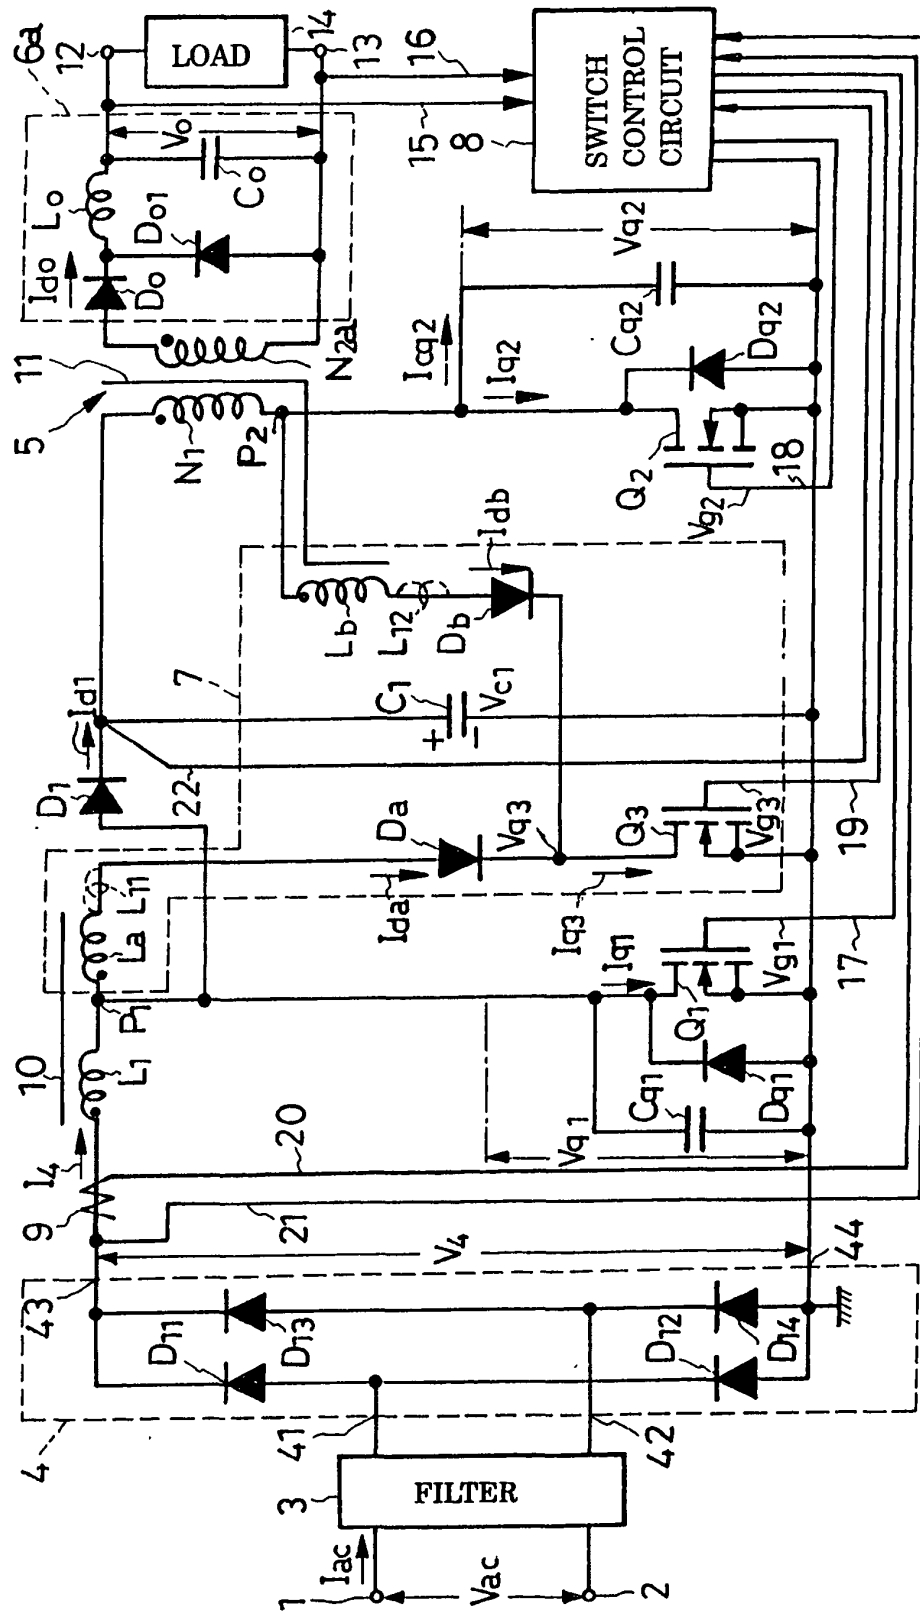 1
2
Iac
Vac
3
FILTER
41
42
4
43
D11
D13
D12
D14
44
V4
9
I4
20
21
10
L1
P1
La
L11
Vq1
Cq1
Dq1
Q1
Iq1
Vg1
17
D1
Id1
22
7
Da
Ida
Vq3
Iq3
Q3
Vg3
19
C1
+
−
Vc1
Lb
L12
Db
Idb
5
11
N1
P2
N2a
Icq2
Iq2
Q2
Vg2
18
Cq2
Dq2
Vq2
6a
Ido
Do
Lo
Do1
Co
Vo
12
LOAD
14
13
15
16
8
SWITCH
CONTROL
CIRCUIT